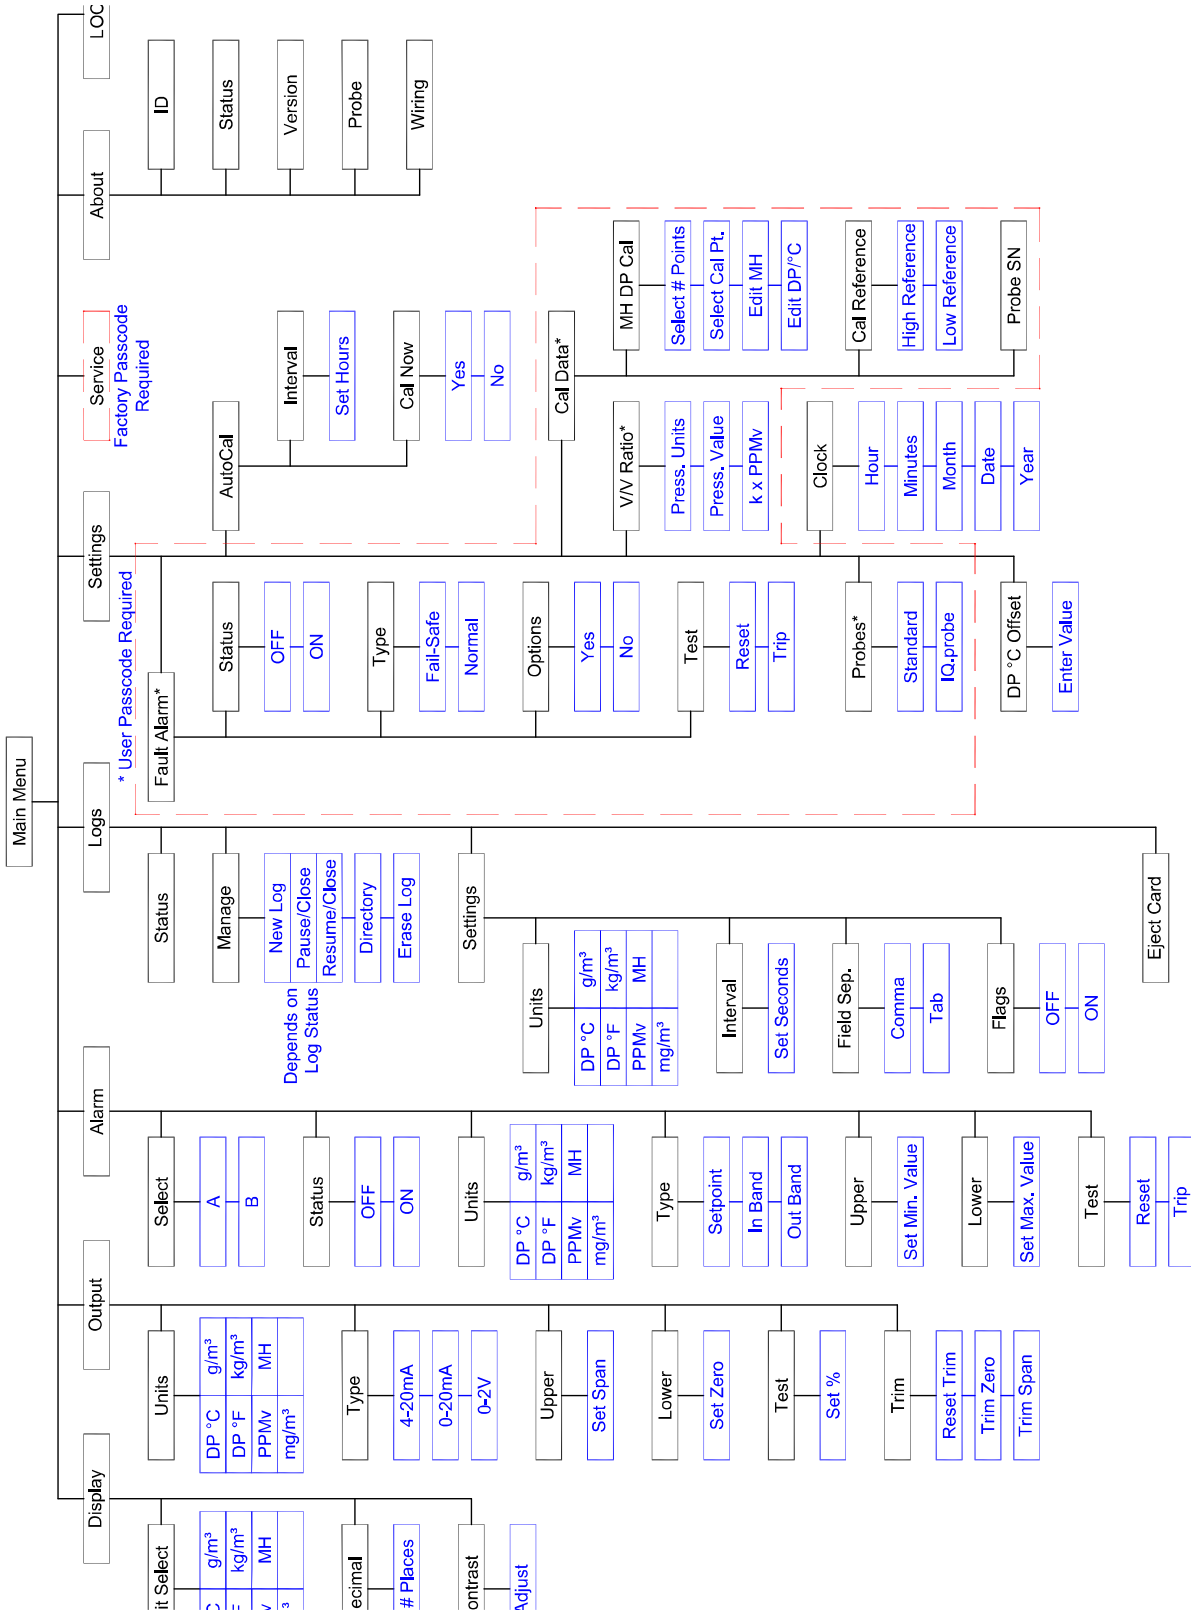 Main Menu
Display
Output
Alarm
Logs
Settings
Service
About
LOC
Factory Passcode
Required
* User Passcode Required
it Select
g/m³
kg/m³
MH
ecimal
# Places
ontrast
Adjust
Units
DP °C g/m³
DP °F kg/m³
PPMv MH
mg/m³
Type
4-20mA
0-20mA
0-2V
Upper
Set Span
Lower
Set Zero
Test
Set %
Trim
Reset Trim
Trim Zero
Trim Span
Select
A
B
Status
OFF
ON
Units
DP °C g/m³
DP °F kg/m³
PPMv MH
mg/m³
Type
Setpoint
In Band
Out Band
Upper
Set Min. Value
Lower
Set Max. Value
Test
Reset
Trip
Status
Manage
New Log
Pause/Close
Resume/Close
Depends on
Log Status
Directory
Erase Log
Settings
Units
DP °C g/m³
DP °F kg/m³
PPMv MH
mg/m³
Interval
Set Seconds
Field Sep.
Comma
Tab
Flags
OFF
ON
Eject Card
Fault Alarm*
Status
OFF
ON
Type
Fail-Safe
Normal
Options
Yes
No
Test
Reset
Trip
AutoCal
Interval
Set Hours
Cal Now
Yes
No
Cal Data*
MH DP Cal
Select # Points
Select Cal Pt.
Edit MH
Edit DP/°C
Cal Reference
High Reference
Low Reference
Probe SN
V/V Ratio*
Press. Units
Press. Value
k x PPMv
Clock
Hour
Minutes
Month
Date
Year
Probes*
Standard
IQ.probe
DP °C Offset
Enter Value
ID
Status
Version
Probe
Wiring